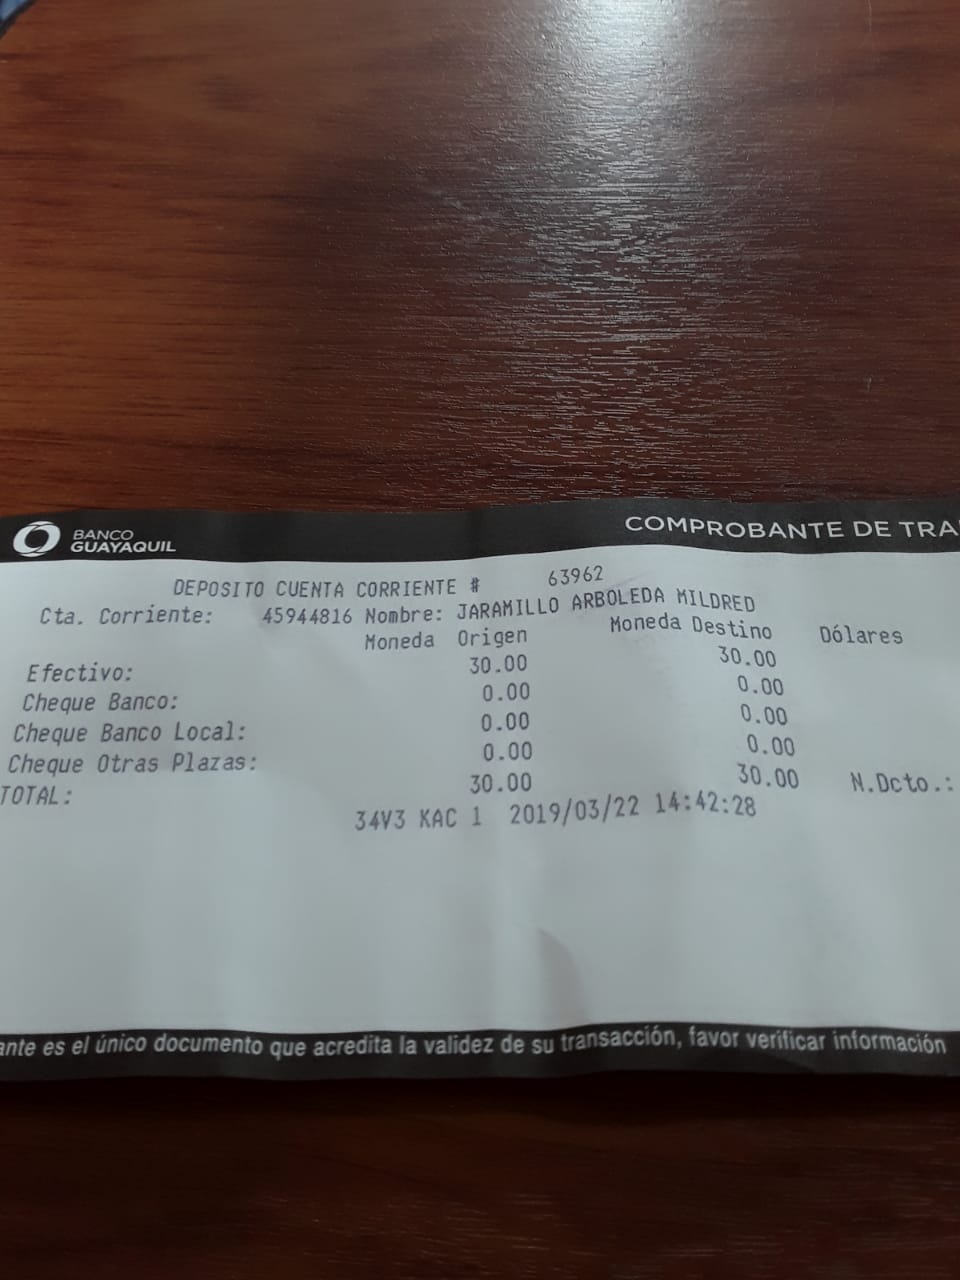 BANCO
GUAYAQUIL
COMPROBANTE DE
DEPOSITO CUENTA CORRIENTE # 63962
Cta. Corriente: 45944816 Nombre: JARAMILLO ARBOLEDA MILDRED
Moneda Origen Moneda Destino Dólares
Efectivo: 30.00 30.00
Cheque Banco: 0.00 0.00
Cheque Banco Local: 0.00 0.00
Cheque Otras Plazas: 0.00 0.00
TOTAL: 30.00 30.00 N.Dcto.:
34V3 KAC 1 2019/03/22 14:42:28
es el único documento que acredita la validez de su transacción, favor verificar información